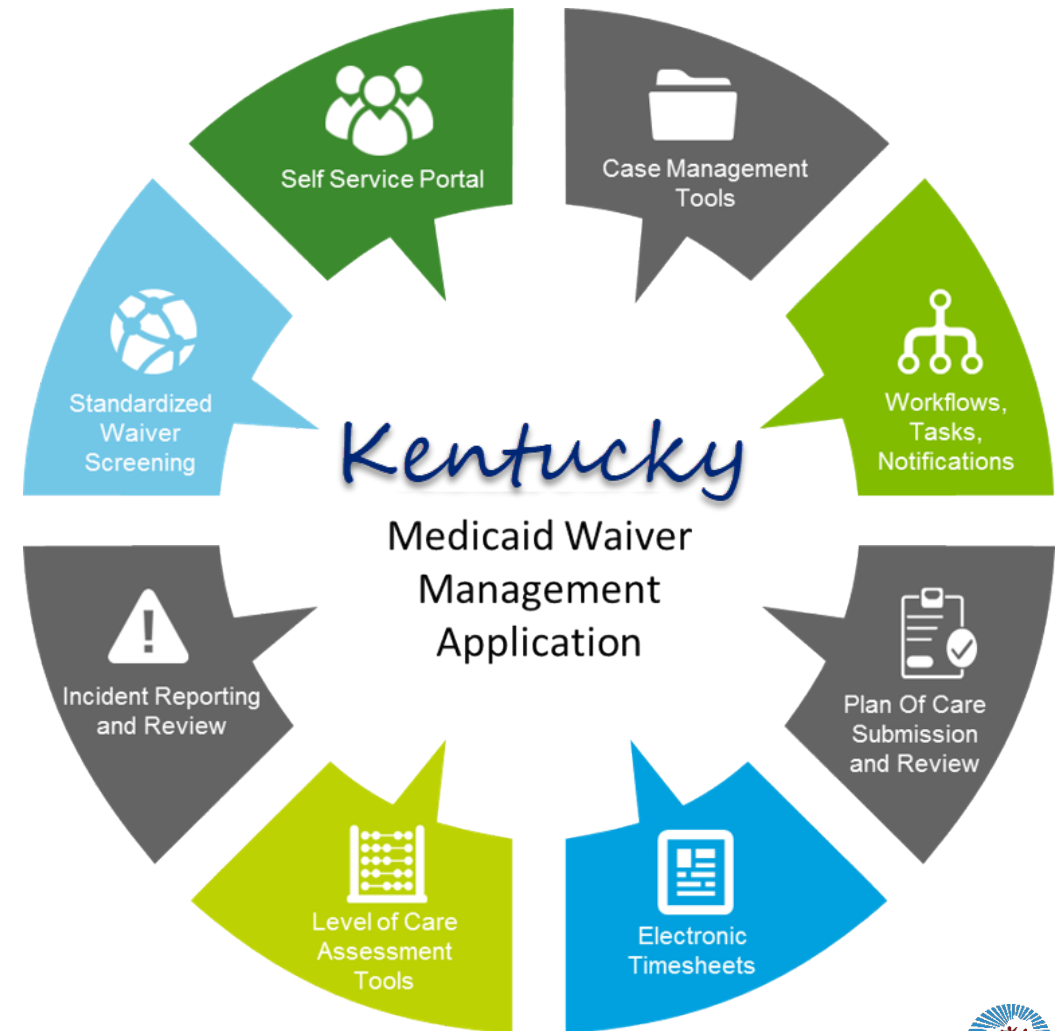 Self Service Portal
Case Management
Tools
Workflows,
Tasks,
Notifications
Plan Of Care
Submission
and Review
Electronic
Timesheets
Level of Care
Assessment
Tools
Incident Reporting
and Review
Standardized
Waiver
Screening
Kentucky
Medicaid Waiver
Management
Application